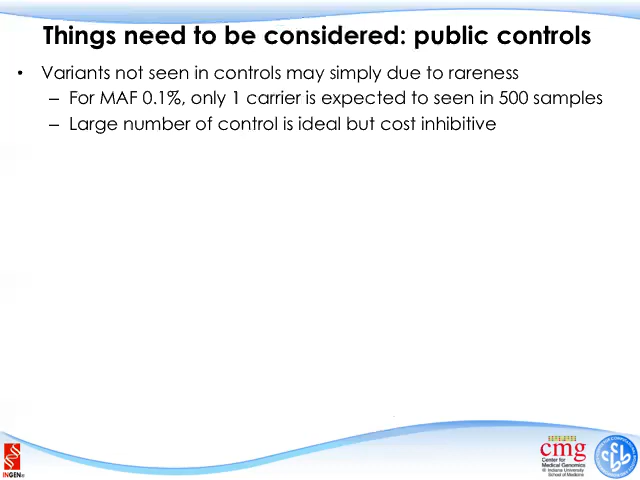 Things need to be considered: public controls
• Variants not seen in controls may simply due to rareness
– For MAF 0.1%, only 1 carrier is expected to seen in 500 samples
– Large number of control is ideal but cost inhibitive
INGEN
cmg
Center for
Medical Genomics
Indiana University
School of Medicine